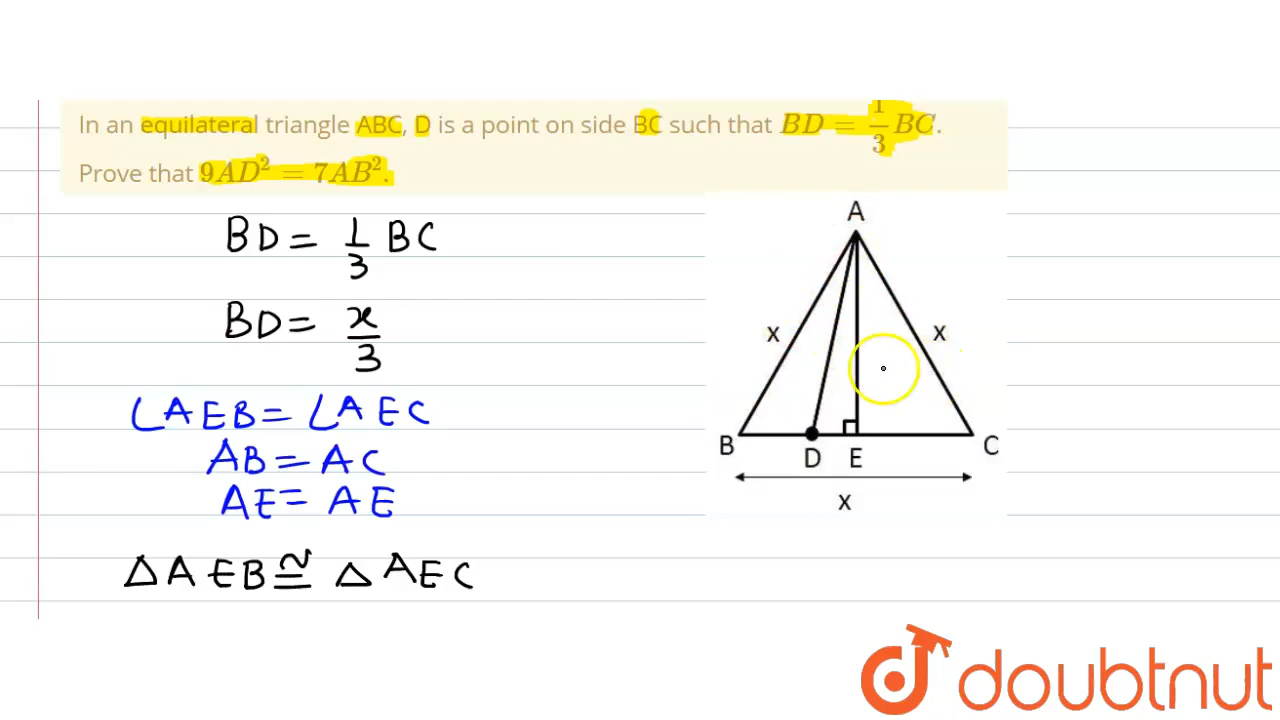 In an equilateral triangle ABC, D is a point on side BC such that BD = 1/3 BC.
Prove that 9AD² = 7AB².
BD = 1/3 BC
BD = x/3
∠AEB = ∠AEC
AB = AC
AE = AE
△AEB ≅ △AEC
A
x x
B D E C
x
doubtnut